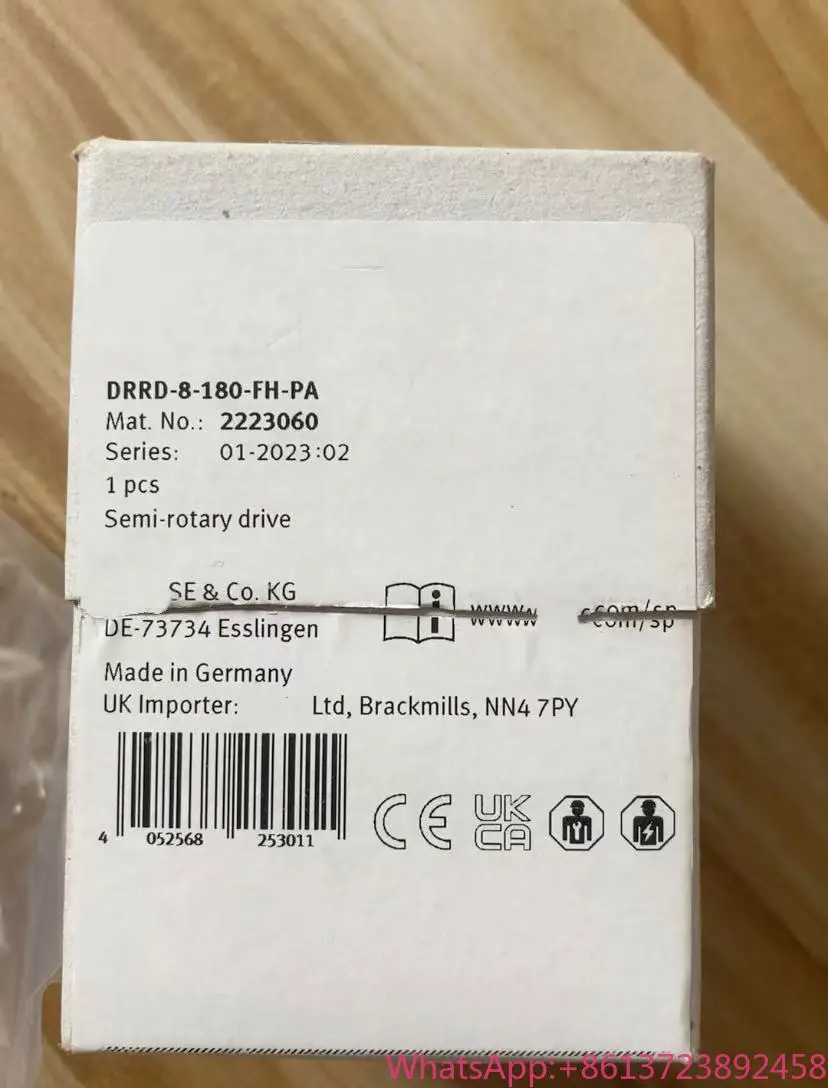 DRRD-8-180-FH-PA
Mat. No.: 2223060
Series: 01-2023:02
1 pcs
Semi-rotary drive
SE & Co. KG
DE-73734 Esslingen
www com/sp
Made in Germany
UK Importer: Ltd, Brackmills, NN4 7PY
4 052568 253011
CE UK CA
WhatsApp:+8613723892458